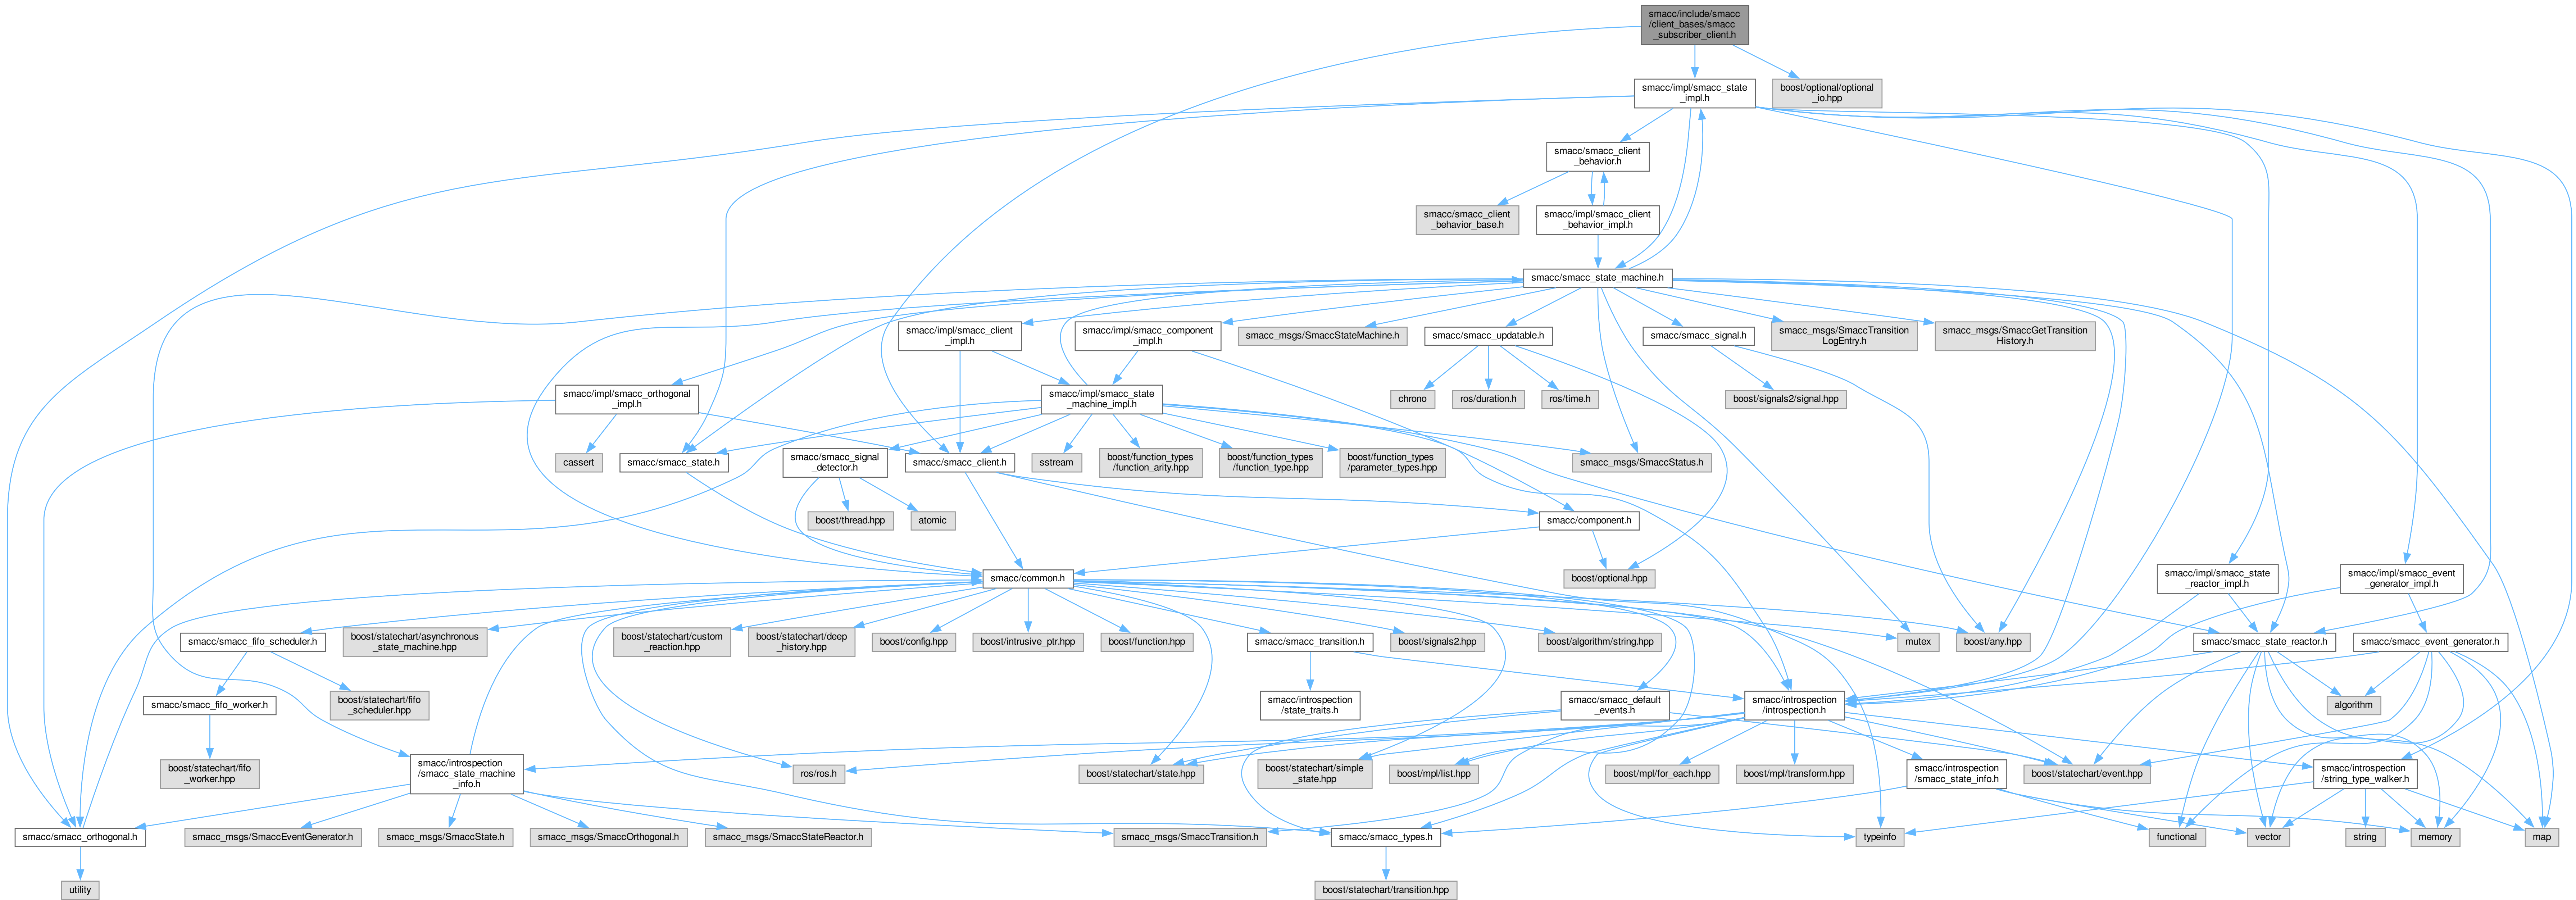 smacc/include/smacc
/client_bases/smacc
_subscriber_client.h
smacc/impl/smacc_state
_impl.h
boost/optional/optional
_io.hpp
smacc/smacc_client
_behavior.h
smacc/smacc_client
_behavior_base.h
smacc/impl/smacc_client
_behavior_impl.h
smacc/smacc_state_machine.h
smacc/impl/smacc_client
_impl.h
smacc/impl/smacc_component
_impl.h
smacc_msgs/SmaccStateMachine.h
smacc/smacc_updatable.h
smacc/smacc_signal.h
smacc_msgs/SmaccTransition
LogEntry.h
smacc_msgs/SmaccGetTransition
History.h
smacc/impl/smacc_orthogonal
_impl.h
smacc/impl/smacc_state
_machine_impl.h
chrono
ros/duration.h
ros/time.h
boost/signals2/signal.hpp
cassert
smacc/smacc_state.h
smacc/smacc_signal
_detector.h
smacc/smacc_client.h
sstream
boost/function_types
/function_arity.hpp
boost/function_types
/function_type.hpp
boost/function_types
/parameter_types.hpp
smacc_msgs/SmaccStatus.h
boost/thread.hpp
atomic
smacc/component.h
smacc/common.h
boost/optional.hpp
smacc/impl/smacc_state
_reactor_impl.h
smacc/impl/smacc_event
_generator_impl.h
smacc/smacc_fifo_scheduler.h
boost/statechart/asynchronous
_state_machine.hpp
boost/statechart/custom
_reaction.hpp
boost/statechart/deep
_history.hpp
boost/config.hpp
boost/intrusive_ptr.hpp
boost/function.hpp
smacc/smacc_transition.h
boost/signals2.hpp
boost/algorithm/string.hpp
mutex
boost/any.hpp
smacc/smacc_state_reactor.h
smacc/smacc_event_generator.h
smacc/smacc_fifo_worker.h
boost/statechart/fifo
_scheduler.hpp
smacc/introspection
/state_traits.h
smacc/smacc_default
_events.h
smacc/introspection
/introspection.h
algorithm
boost/statechart/fifo
_worker.hpp
smacc/introspection
/smacc_state_machine
_info.h
ros/ros.h
boost/statechart/state.hpp
boost/statechart/simple
_state.hpp
boost/mpl/list.hpp
boost/mpl/for_each.hpp
boost/mpl/transform.hpp
smacc/introspection
/smacc_state_info.h
boost/statechart/event.hpp
smacc/introspection
/string_type_walker.h
smacc/smacc_orthogonal.h
smacc_msgs/SmaccEventGenerator.h
smacc_msgs/SmaccState.h
smacc_msgs/SmaccOrthogonal.h
smacc_msgs/SmaccStateReactor.h
smacc_msgs/SmaccTransition.h
smacc/smacc_types.h
typeinfo
functional
vector
string
memory
map
utility
boost/statechart/transition.hpp